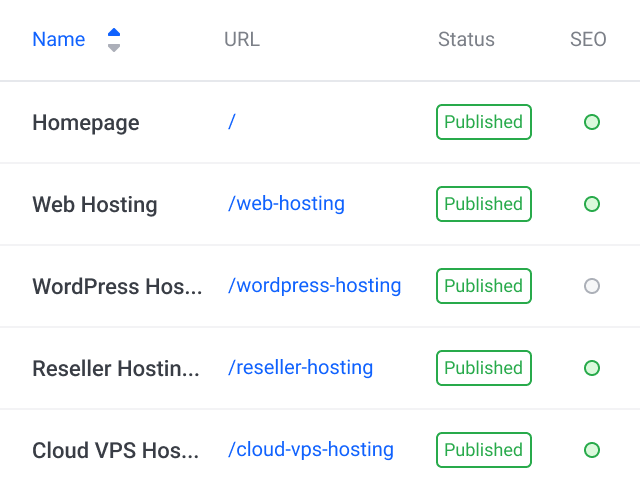 Name URL Status SEO
Homepage / Published
Web Hosting /web-hosting Published
WordPress Hos... /wordpress-hosting Published
Reseller Hostin... /reseller-hosting Published
Cloud VPS Hos... /cloud-vps-hosting Published